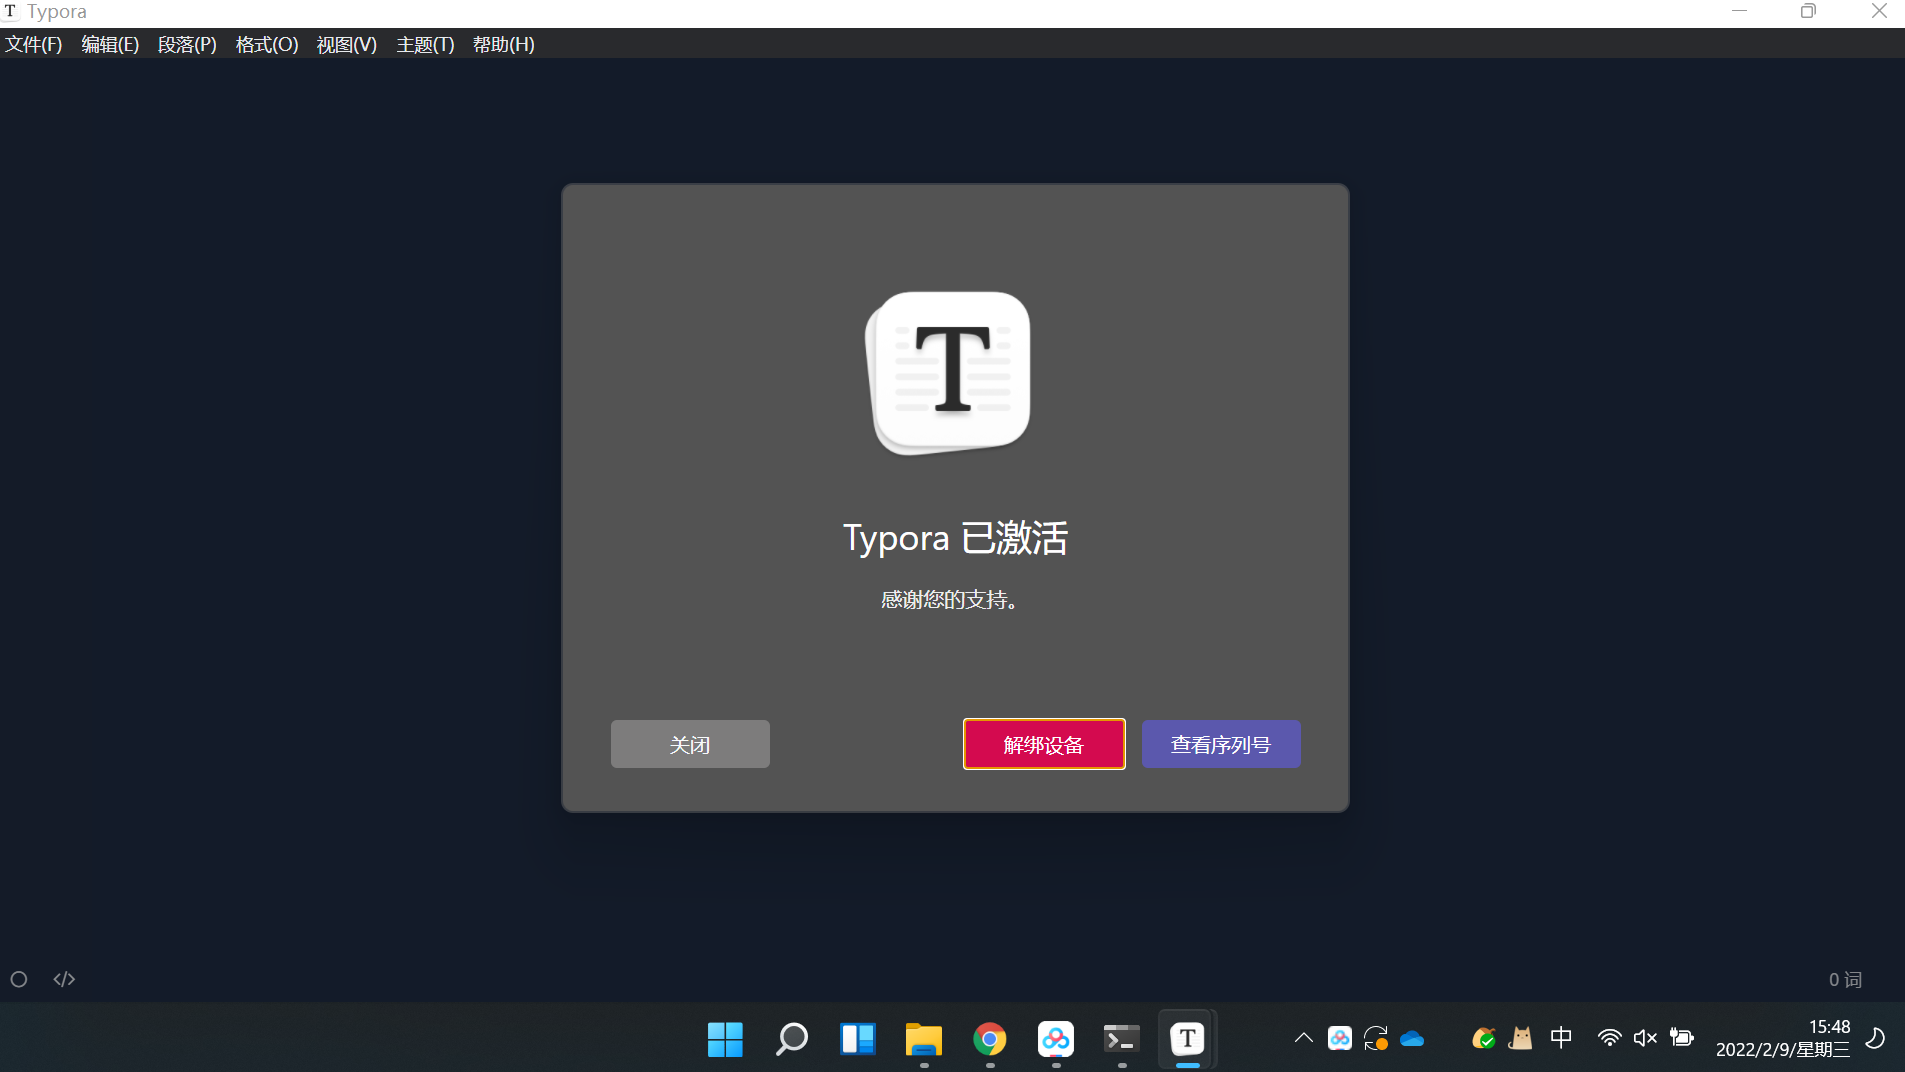 T Typora
文件(F) 编辑(E) 段落(P) 格式(O) 视图(V) 主题(T) 帮助(H)
T
Typora 已激活
感谢您的支持。
关闭 解绑设备 查看序列号
</> 0 词
T 中 15:48
2022/2/9/星期三